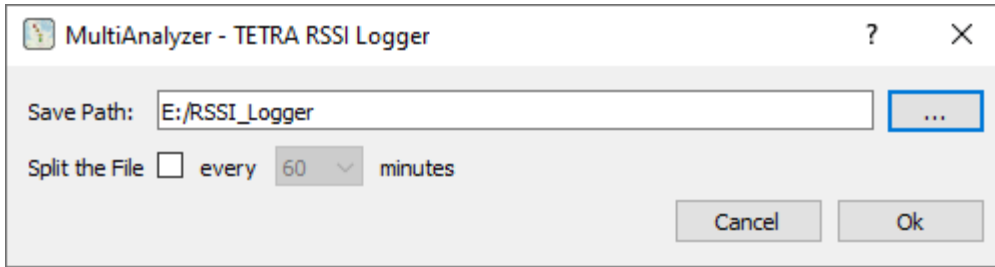 MultiAnalyzer - TETRA RSSI Logger ?
Save Path: E:/RSSI_Logger ...
Split the File every 60 minutes
Cancel Ok